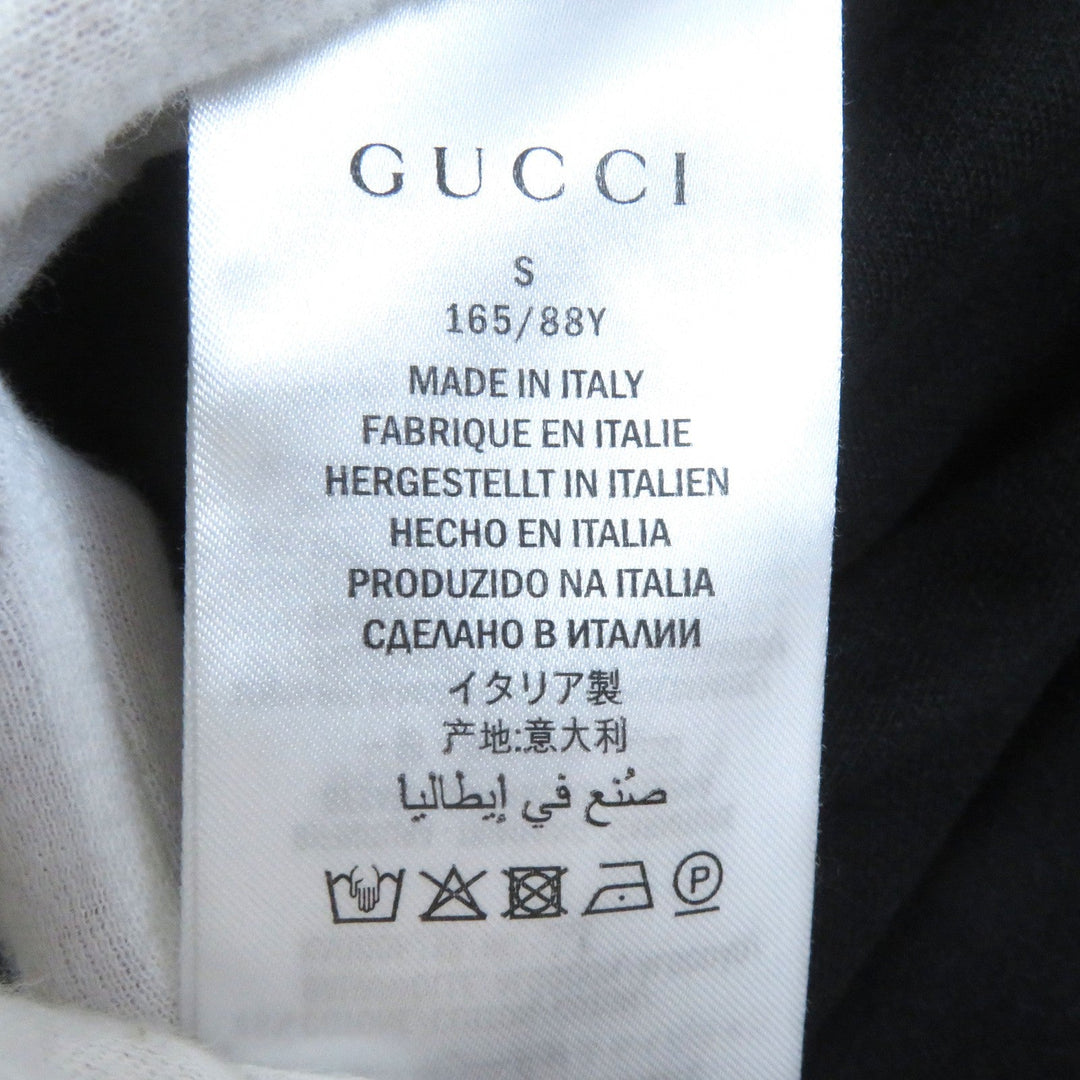 GUCCI
S
165/88Y
MADE IN ITALY
FABRIQUE EN ITALIE
HERGESTELLT IN ITALIEN
HECHO EN ITALIA
PRODUZIDO NA ITALIA
СДЕЛАНО В ИТАЛИИ
イタリア製
产地:意大利
صُنع في إيطاليا
P